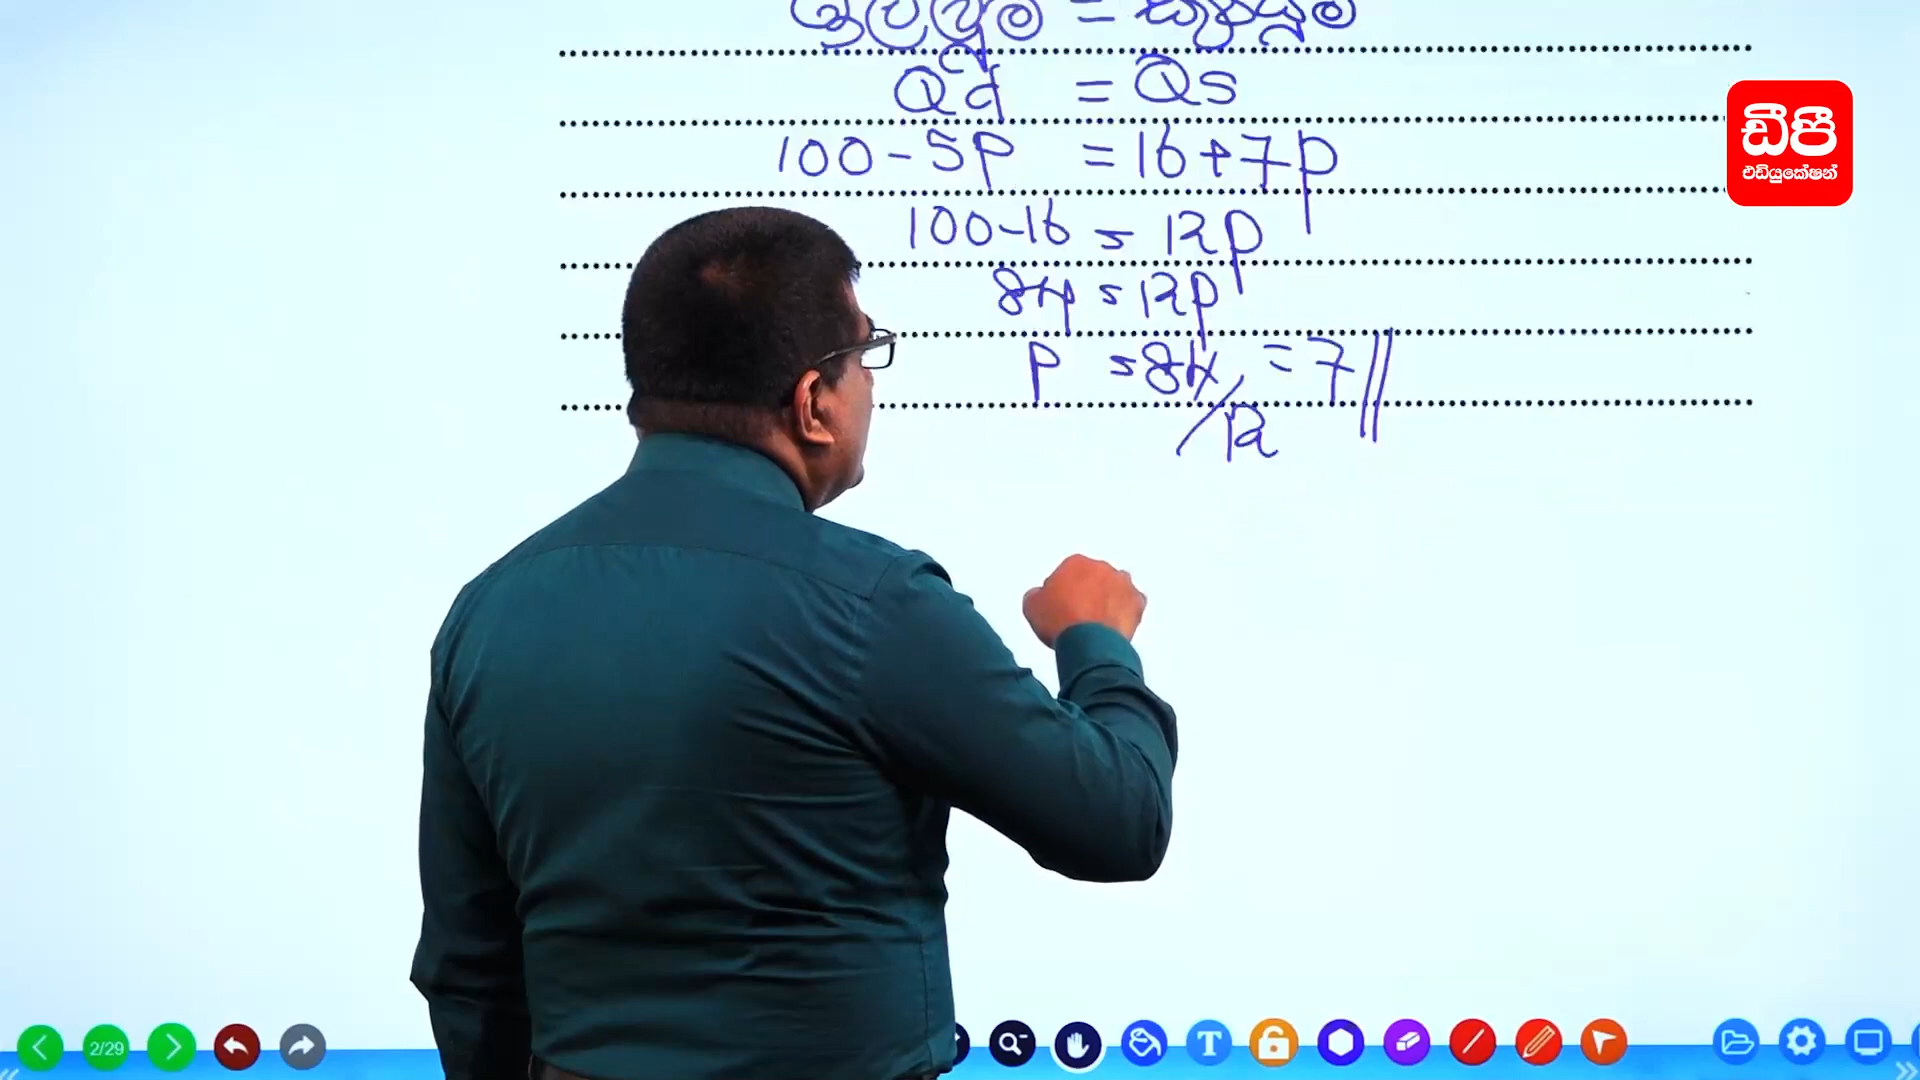 ඉල්ලුම = සැපයුම
Qd = Qs
100 - 5p = 16 + 7p
100 - 16 = 12p
84 = 12p
p = 84/12 = 7
ඩීපී
එඩියුකේෂන්
2/29
T